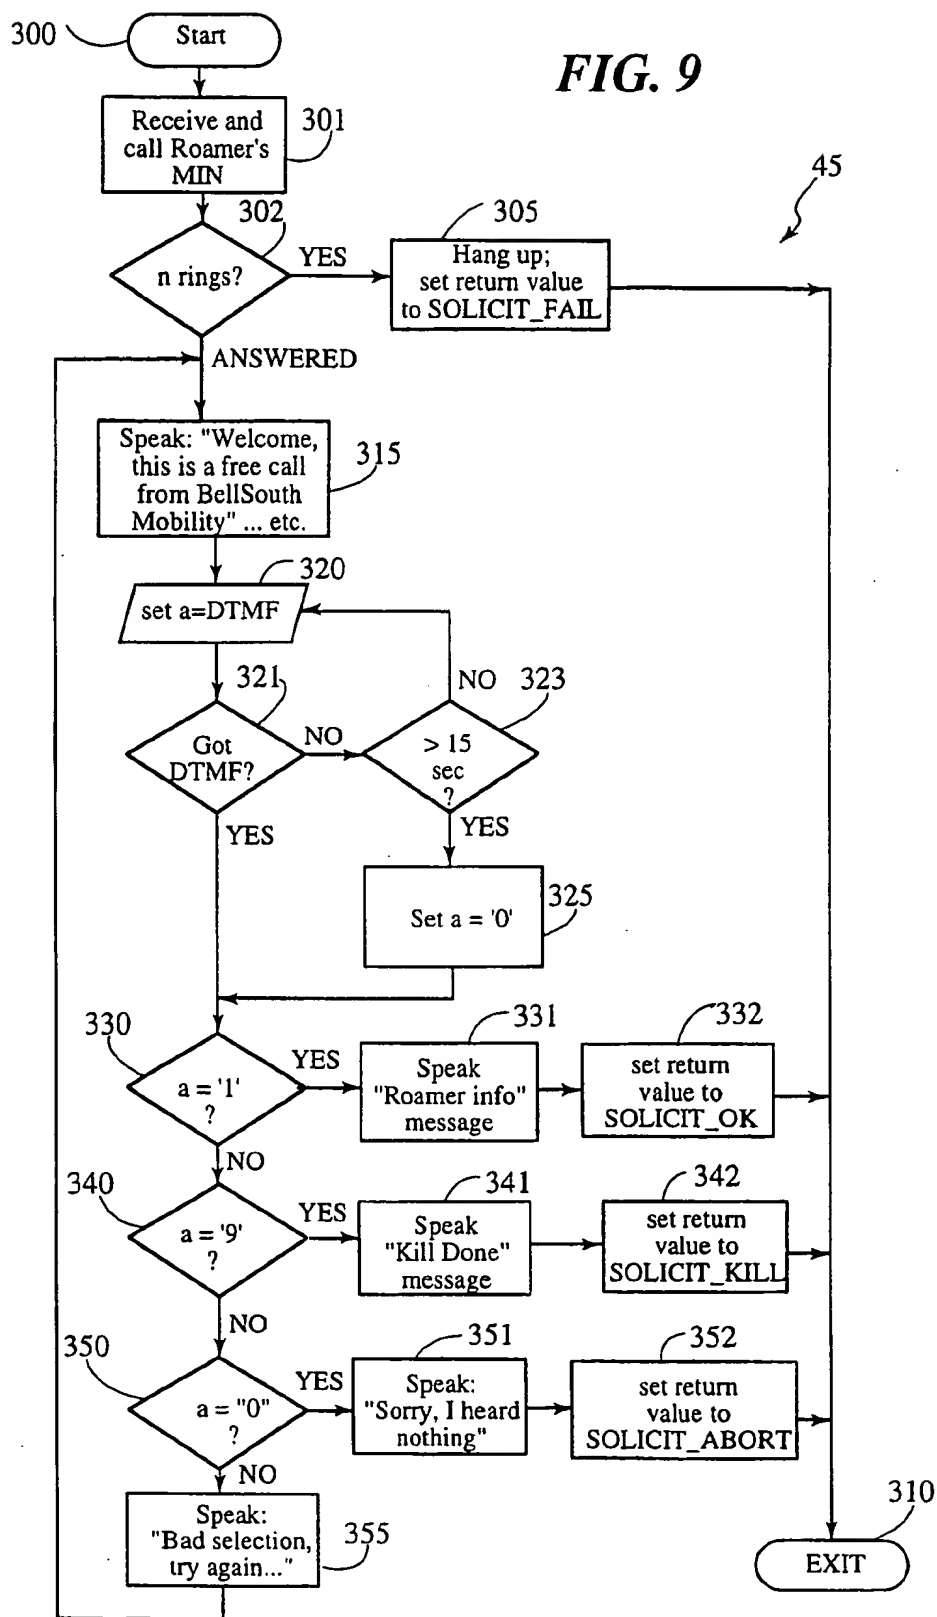 300
Start
FIG. 9
Receive and
call Roamer's
MIN
301
45
302
n rings?
YES
305
Hang up;
set return value
to SOLICIT_FAIL
ANSWERED
Speak: "Welcome,
this is a free call
from BellSouth
Mobility" ... etc.
315
320
set a=DTMF
321
NO
323
Got
DTMF?
NO
> 15
sec
?
YES
YES
Set a = '0'
325
330
a = '1'
?
YES
331
Speak
"Roamer info"
message
332
set return
value to
SOLICIT_OK
NO
340
a = '9'
?
YES
341
Speak
"Kill Done"
message
342
set return
value to
SOLICIT_KILL
NO
350
a = "0"
?
YES
351
Speak:
"Sorry, I heard
nothing"
352
set return
value to
SOLICIT_ABORT
NO
Speak:
"Bad selection,
try again..."
355
310
EXIT